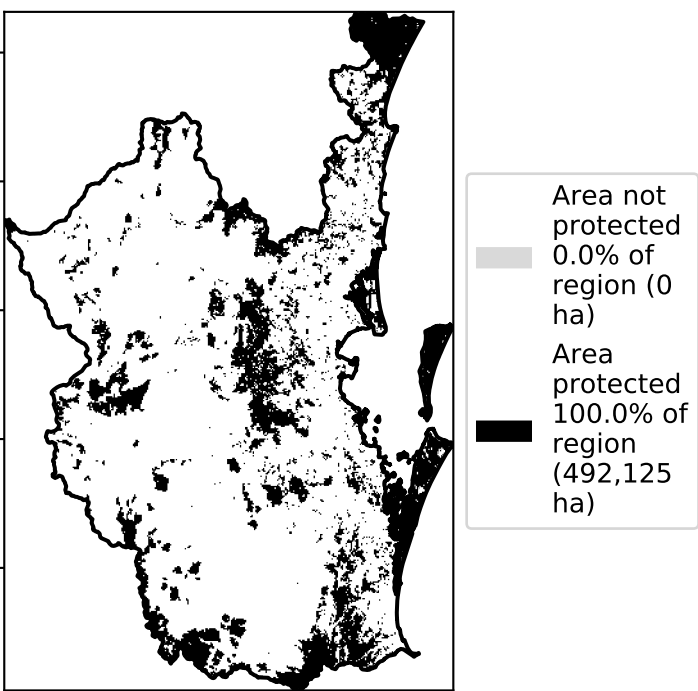 Area not
protected
0.0% of
region (0
ha)
Area
protected
100.0% of
region
(492,125
ha)